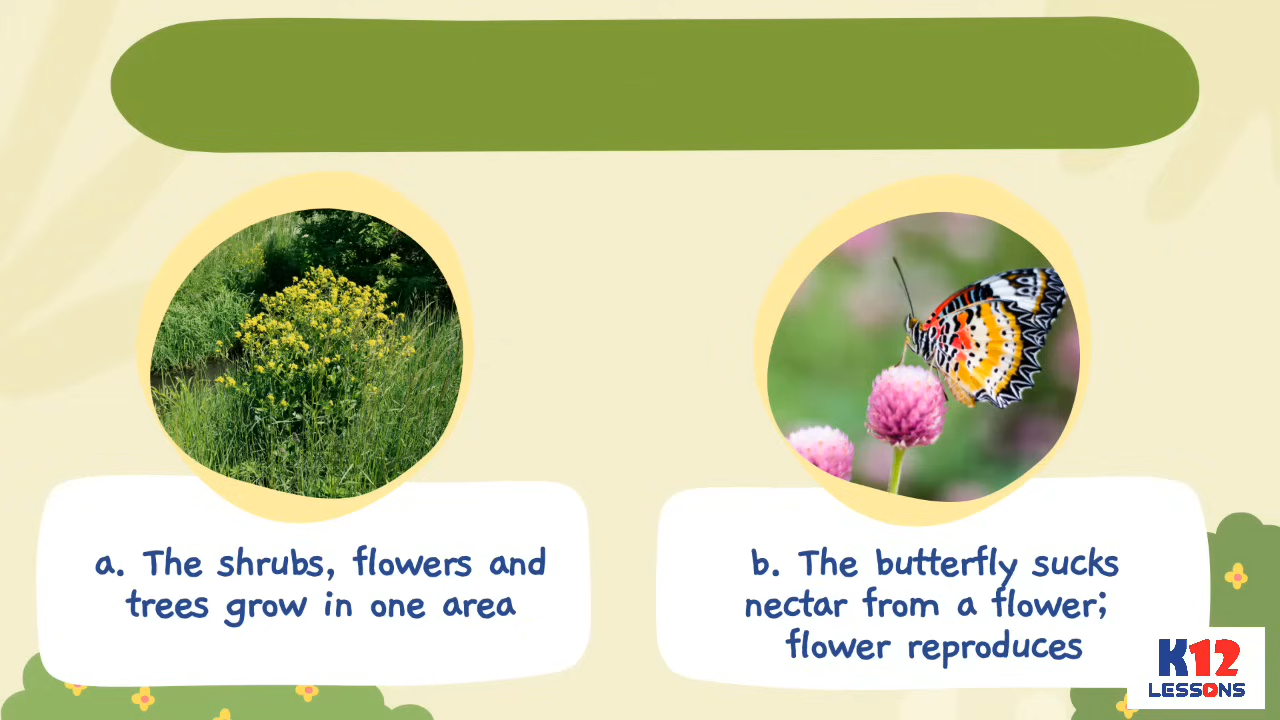 a. The shrubs, flowers and
trees grow in one area
b. The butterfly sucks
nectar from a flower;
flower reproduces
K12
LESSONS